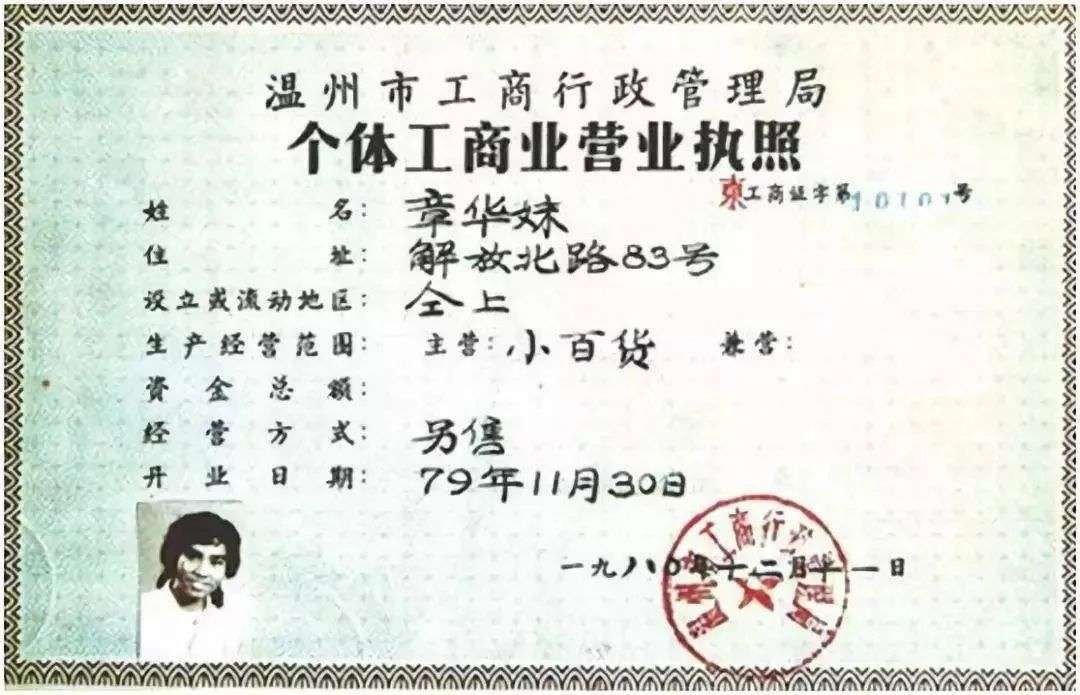 温州市工商行政管理局
个体工商业营业执照
東工商证字第10101号
姓名：章华妹
住址：解放北路83号
设立或流动地区：仝上
生产经营范围：主营：小百货 兼营：
资金总额：
经营方式：另售
开业日期：79年11月30日
一九八〇年十二月十一日